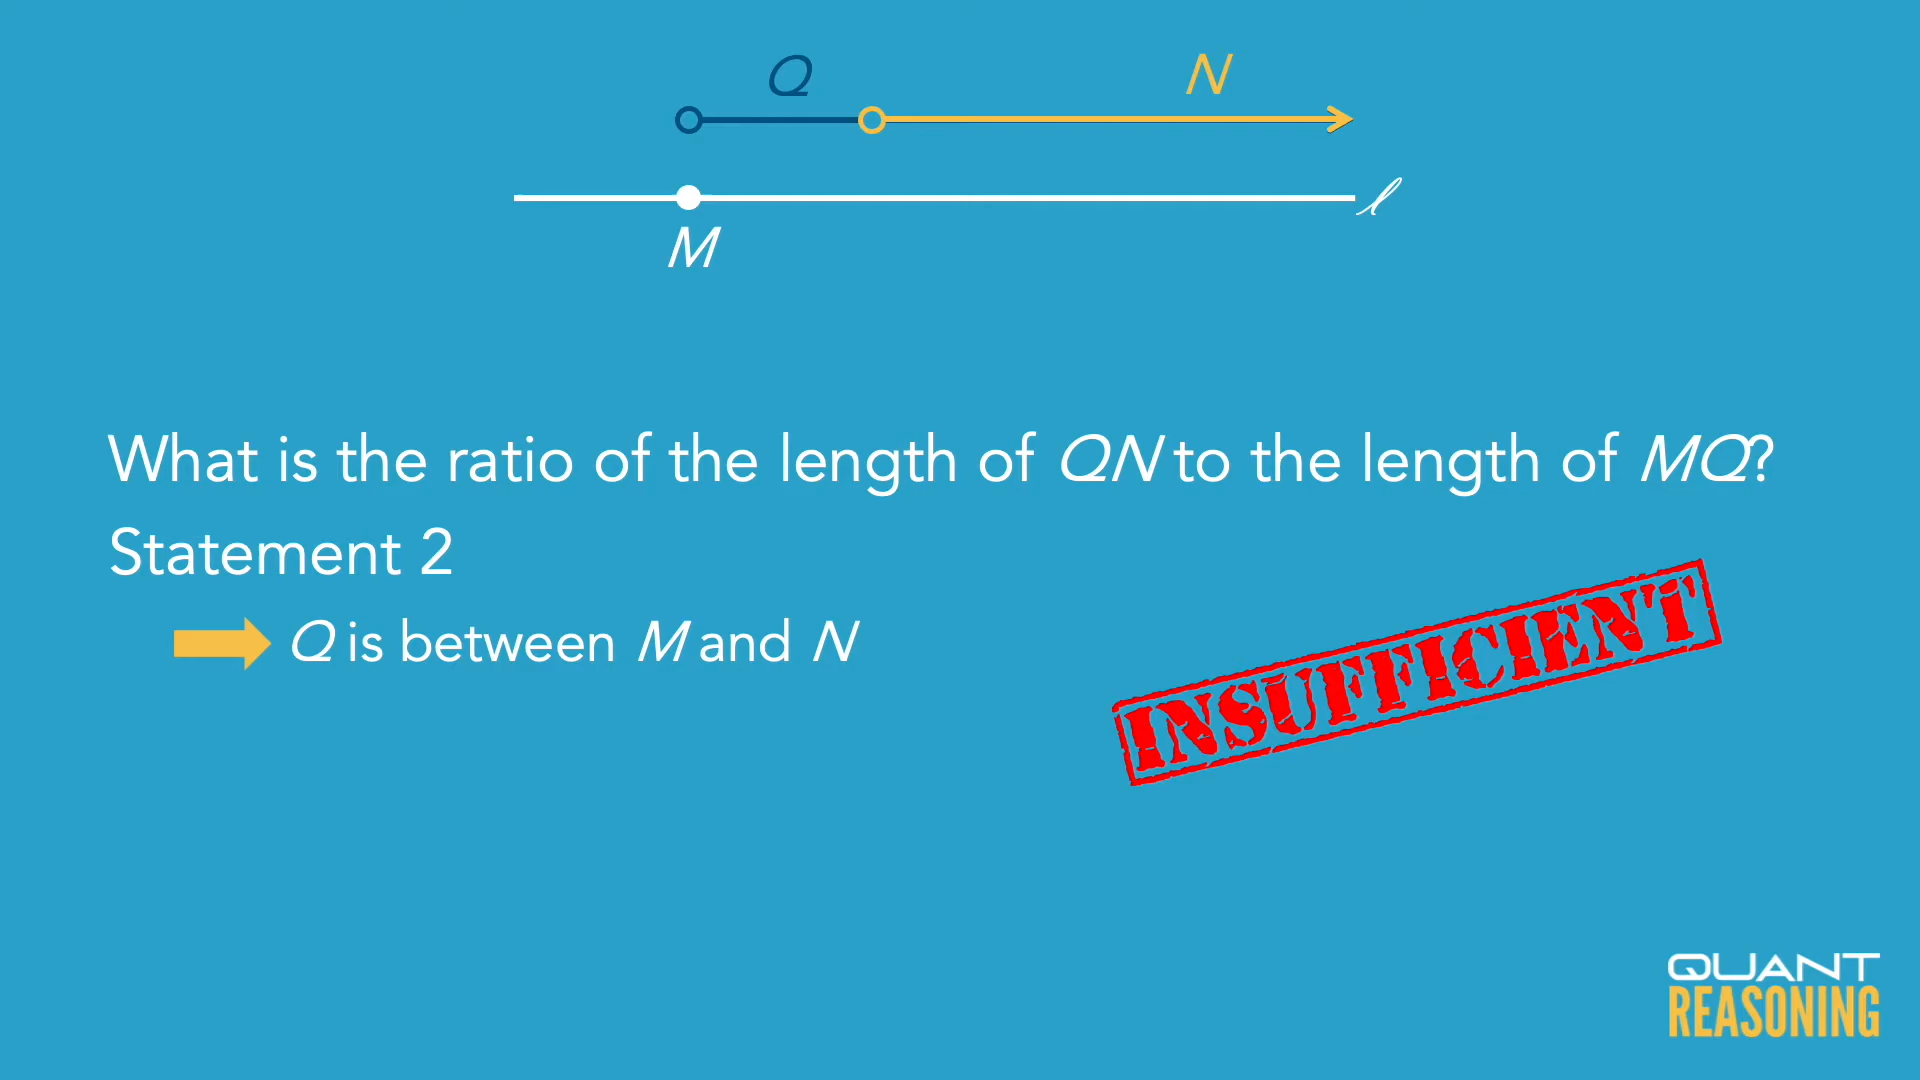 Q N
ℓ
M
What is the ratio of the length of QN to the length of MQ?
Statement 2
Q is between M and N
INSUFFICIENT
QUANT
REASONING